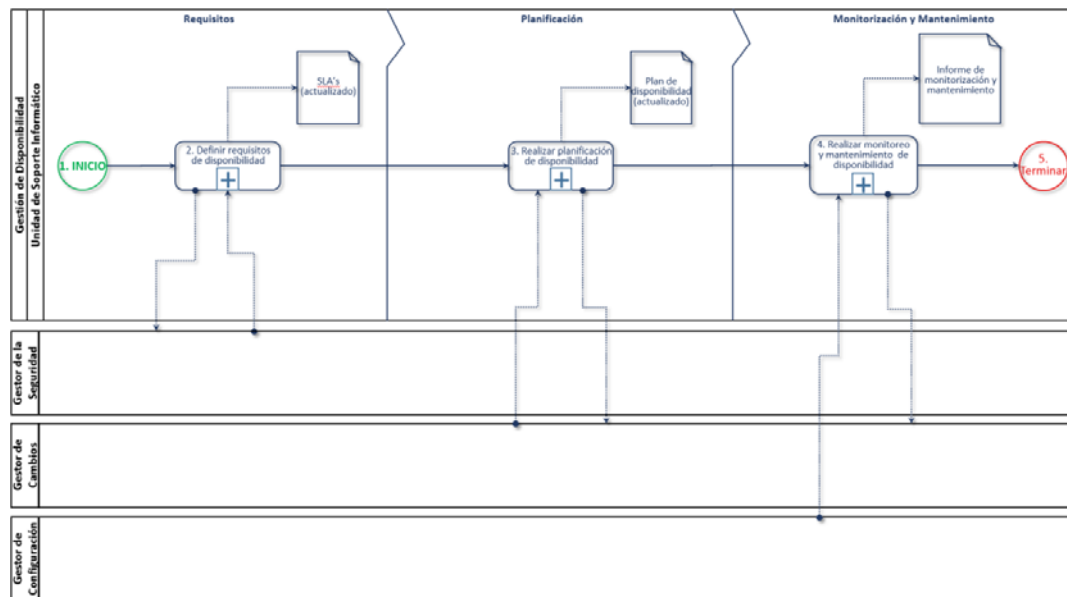 Requisitos
Planificación
Monitorización y Mantenimiento
Gestión de Disponibilidad
Unidad de Soporte Informático
SLA's
(actualizado)
Plan de
disponibilidad
(actualizado)
Informe de
monitorización y
mantenimiento
1. INICIO
2. Definir requisitos
de disponibilidad
3. Realizar planificación
de disponibilidad
4. Realizar monitoreo
y mantenimiento de
disponibilidad
5.
Terminar
Gestor de la
Seguridad
Gestor de
Cambios
Gestor de
Configuración